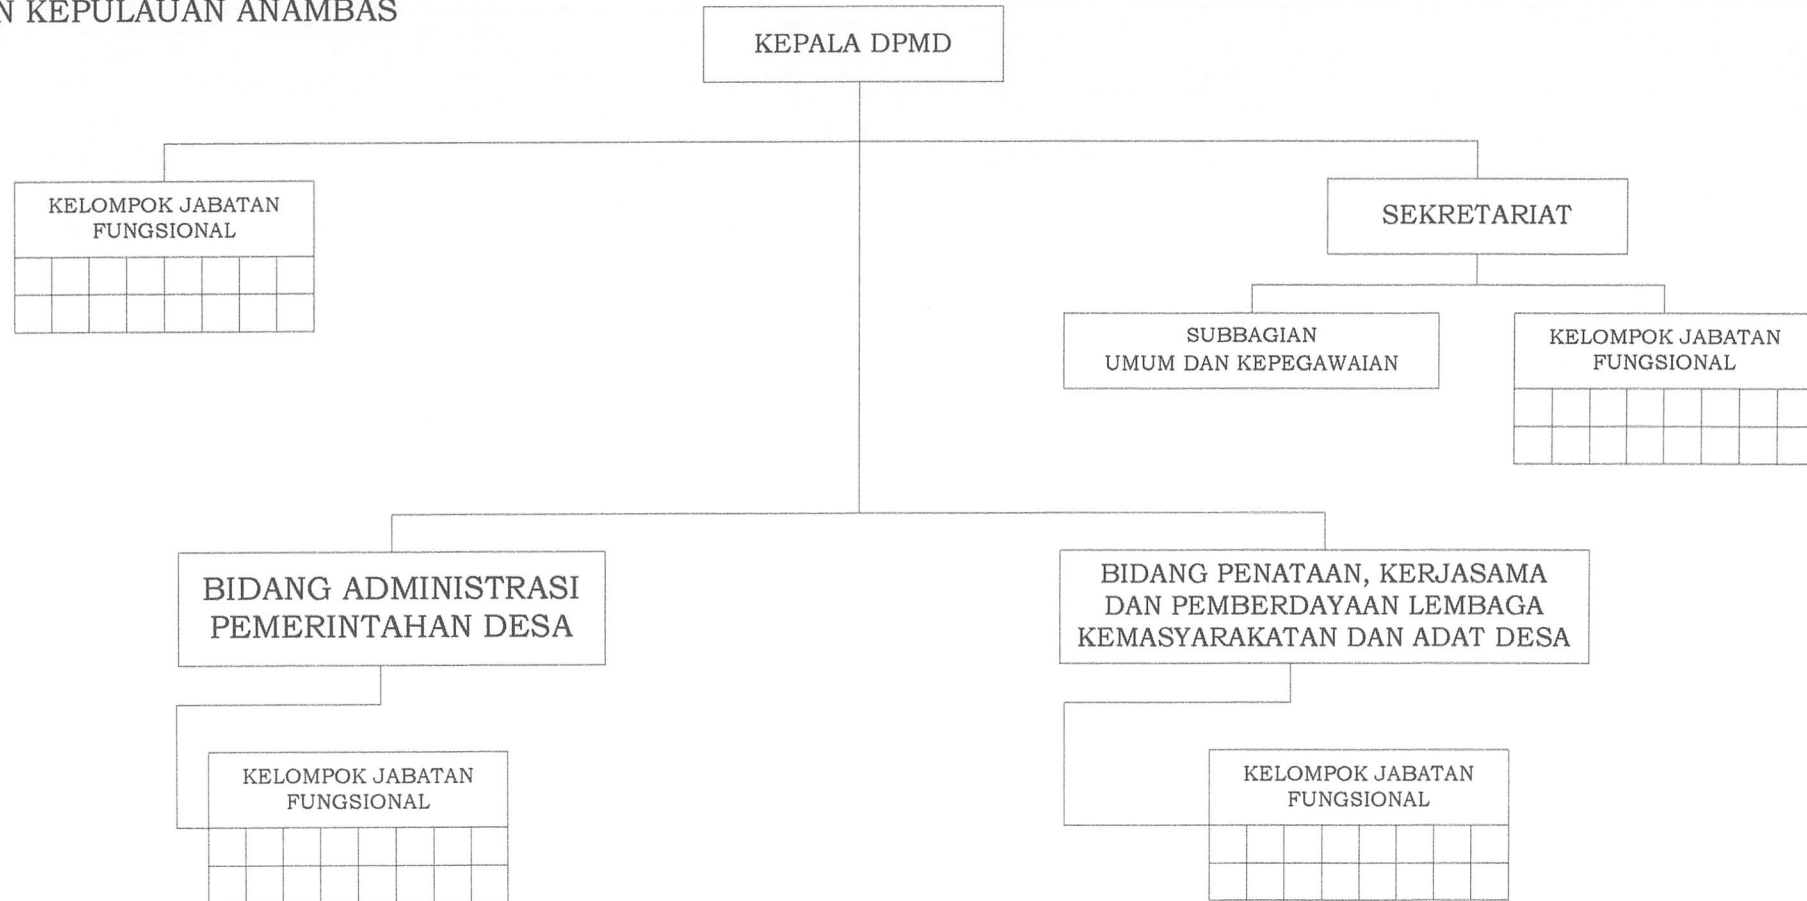 KEPULAUAN ANAMBAS
KEPALA DPMD
KELOMPOK JABATAN
FUNGSIONAL
SEKRETARIAT
SUBBAGIAN
UMUM DAN KEPEGAWAIAN
KELOMPOK JABATAN
FUNGSIONAL
BIDANG ADMINISTRASI
PEMERINTAHAN DESA
BIDANG PENATAAN, KERJASAMA
DAN PEMBERDAYAAN LEMBAGA
KEMASYARAKATAN DAN ADAT DESA
KELOMPOK JABATAN
FUNGSIONAL
KELOMPOK JABATAN
FUNGSIONAL